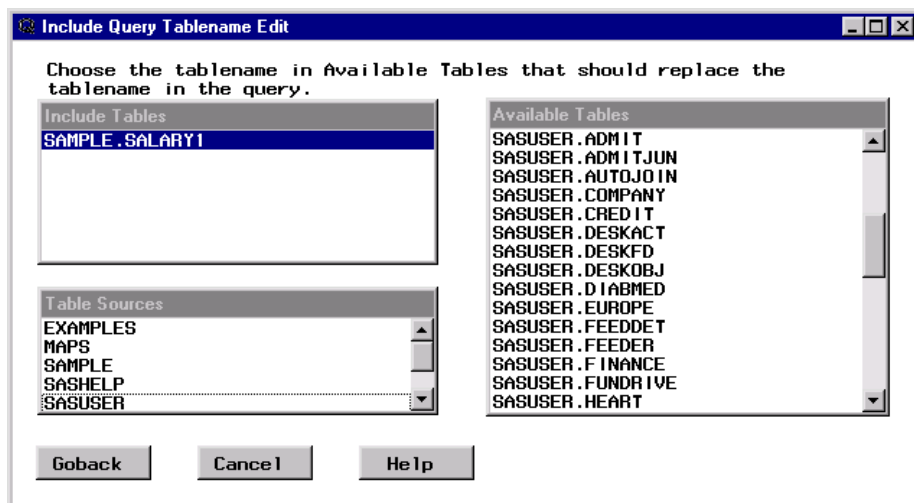 Include Query Tablename Edit
Choose the tablename in Available Tables that should replace the
tablename in the query.
Include Tables
SAMPLE.SALARY1
Table Sources
EXAMPLES
MAPS
SAMPLE
SASHELP
SASUSER
Available Tables
SASUSER.ADMIT
SASUSER.ADMITJUN
SASUSER.AUTOJOIN
SASUSER.COMPANY
SASUSER.CREDIT
SASUSER.DESKACT
SASUSER.DESKFD
SASUSER.DESKOBJ
SASUSER.DIABMED
SASUSER.EUROPE
SASUSER.FEEDDET
SASUSER.FEEDER
SASUSER.FINANCE
SASUSER.FUNDRIVE
SASUSER.HEART
Goback
Cancel
Help